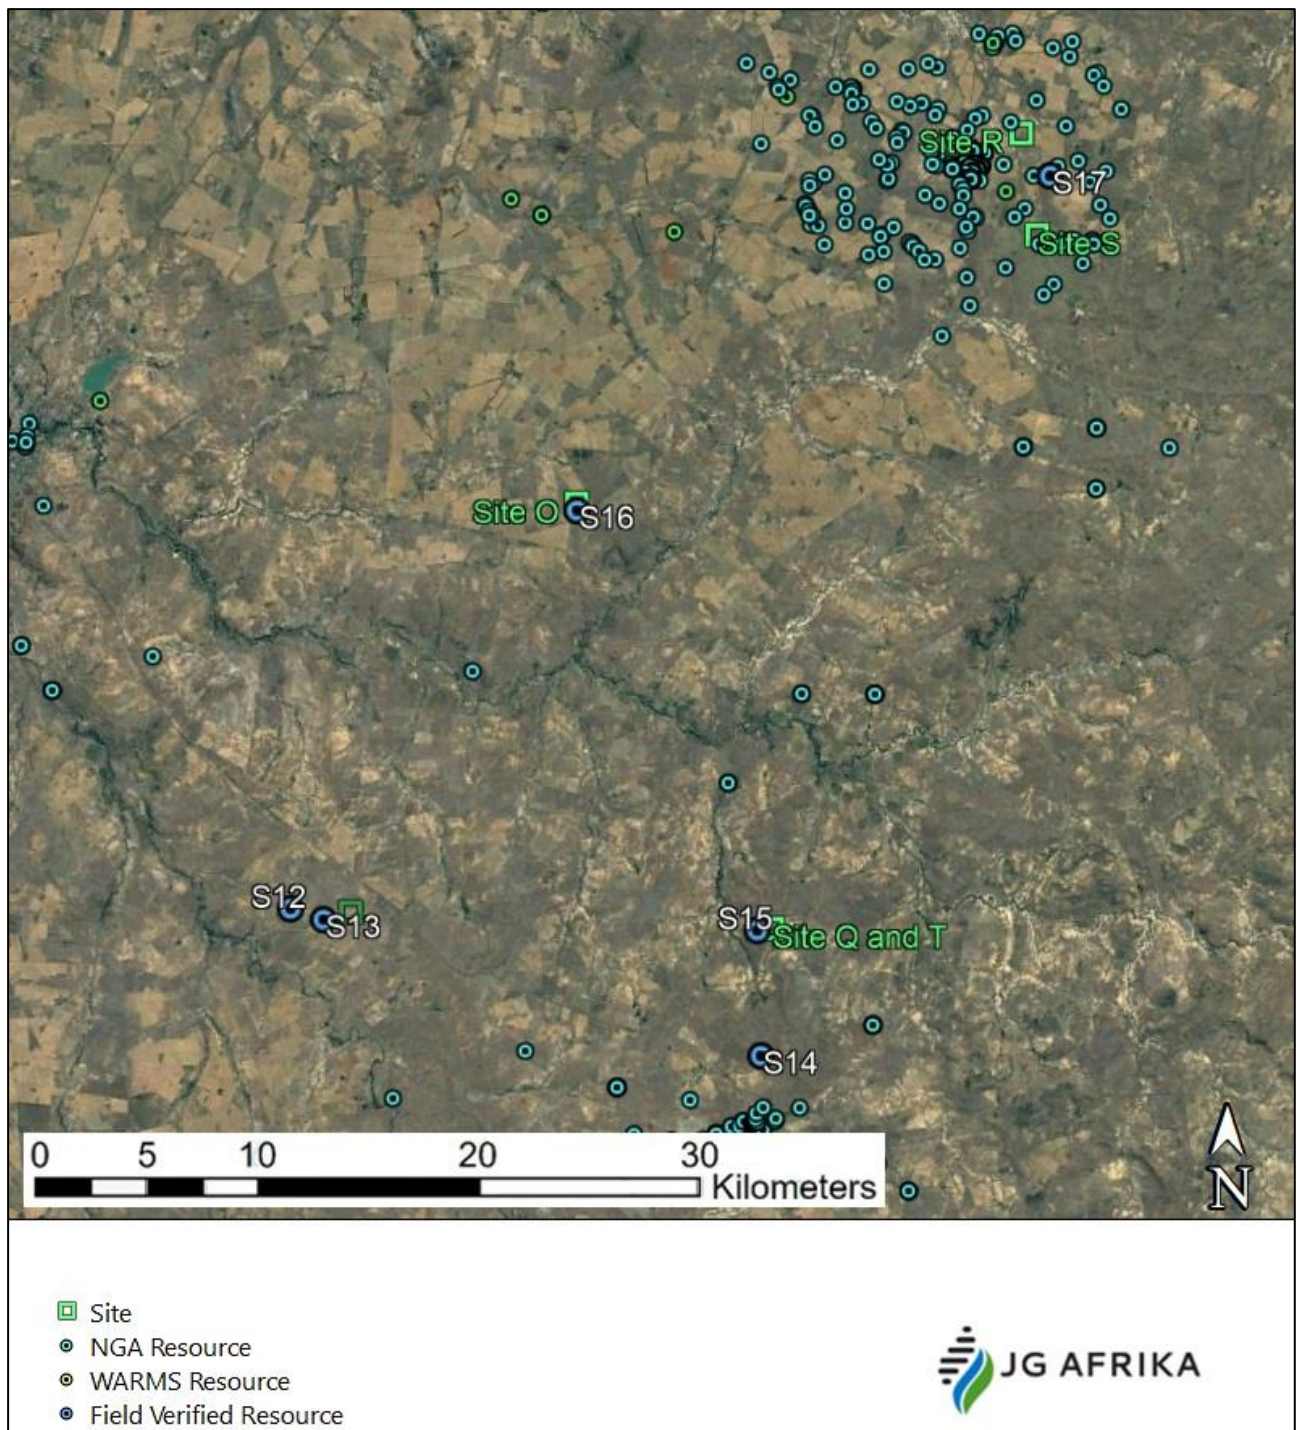 Site R
S17
Site S
Site O
S16
S12
S13
S15
Site Q and T
S14
0 5 10 20 30
Kilometers
N
Site
NGA Resource
WARMS Resource
Field Verified Resource
JG AFRIKA